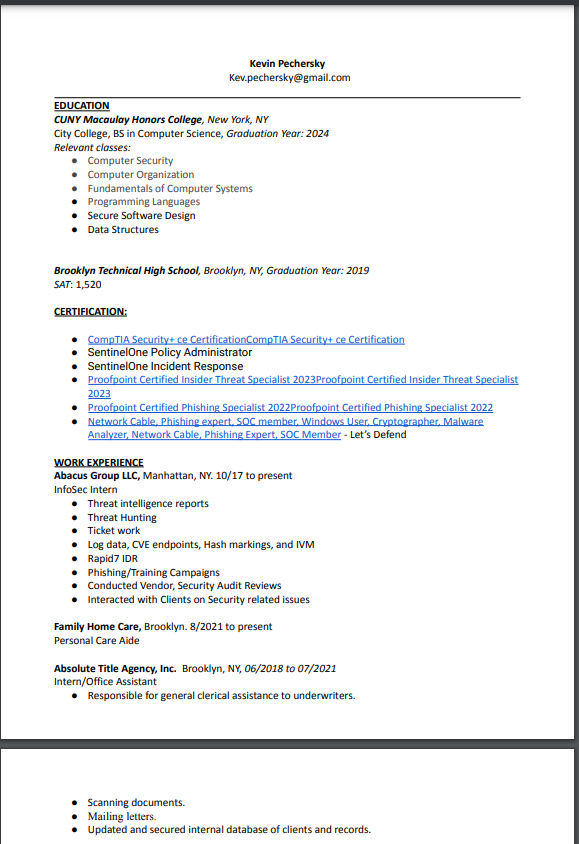 Kevin Pechersky
Kev.pechersky@gmail.com
EDUCATION
CUNY Macaulay Honors College, New York, NY
City College, BS in Computer Science, Graduation Year: 2024
Relevant classes:
● Computer Security
● Computer Organization
● Fundamentals of Computer Systems
● Programming Languages
● Secure Software Design
● Data Structures
Brooklyn Technical High School, Brooklyn, NY, Graduation Year: 2019
SAT: 1,520
CERTIFICATION:
● CompTIA Security+ ce CertificationCompTIA Security+ ce Certification
● SentinelOne Policy Administrator
● SentinelOne Incident Response
● Proofpoint Certified Insider Threat Specialist 2023Proofpoint Certified Insider Threat Specialist
2023
● Proofpoint Certified Phishing Specialist 2022Proofpoint Certified Phishing Specialist 2022
● Network Cable, Phishing expert, SOC member, Windows User, Cryptographer, Malware
Analyzer, Network Cable, Phishing Expert, SOC Member - Let's Defend
WORK EXPERIENCE
Abacus Group LLC, Manhattan, NY. 10/17 to present
InfoSec Intern
● Threat intelligence reports
● Threat Hunting
● Ticket work
● Log data, CVE endpoints, Hash markings, and IVM
● Rapid7 IDR
● Phishing/Training Campaigns
● Conducted Vendor, Security Audit Reviews
● Interacted with Clients on Security related issues
Family Home Care, Brooklyn. 8/2021 to present
Personal Care Aide
Absolute Title Agency, Inc. Brooklyn, NY, 06/2018 to 07/2021
Intern/Office Assistant
● Responsible for general clerical assistance to underwriters.
● Scanning documents.
● Mailing letters.
● Updated and secured internal database of clients and records.